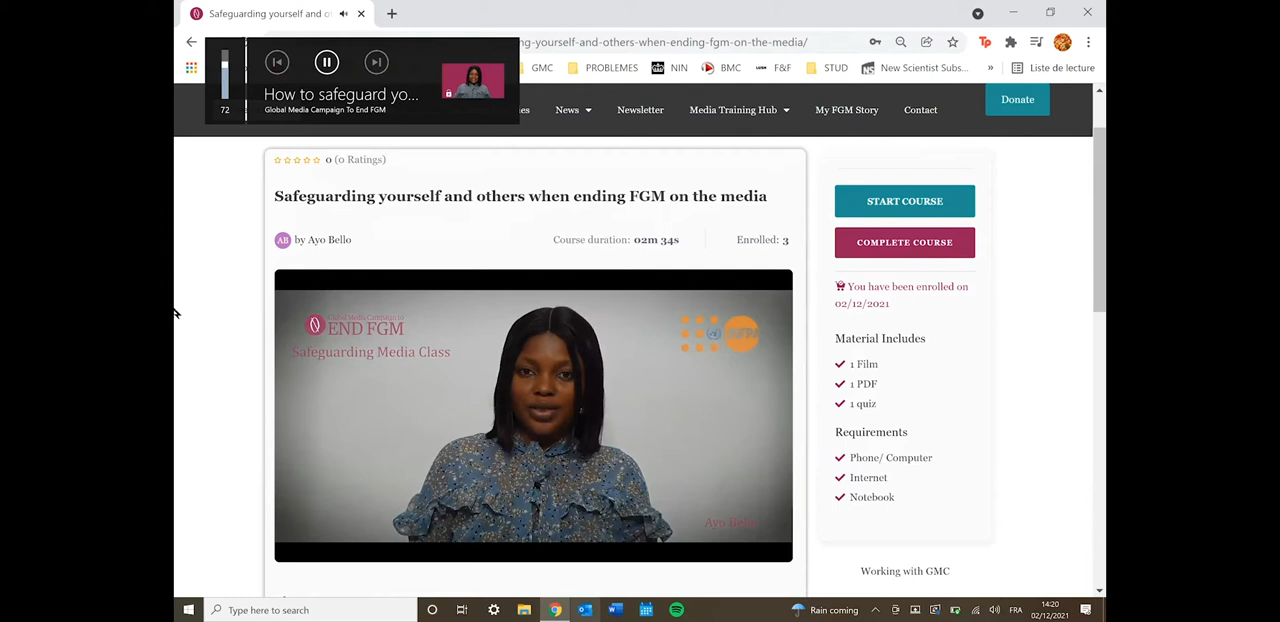 Safeguarding yourself and ot
ng-yourself-and-others-when-ending-fgm-on-the-media/
GMC
PROBLEMES
NIN
BMC
F&F
STUD
New Scientist Subs...
»
Liste de lecture
How to safeguard yo...
Global Media Campaign To End FGM
72
es
News
Newsletter
Media Training Hub
My FGM Story
Contact
Donate
0 (0 Ratings)
Safeguarding yourself and others when ending FGM on the media
AB by Ayo Bello
Course duration: 02m 34s
Enrolled: 3
Global Media Campaign to
END FGM
Safeguarding Media Class
Ayo Bello
START COURSE
COMPLETE COURSE
You have been enrolled on
02/12/2021
Material Includes
1 Film
1 PDF
1 quiz
Requirements
Phone/ Computer
Internet
Notebook
Working with GMC
Type here to search
Rain coming
FRA
14:20
02/12/2021